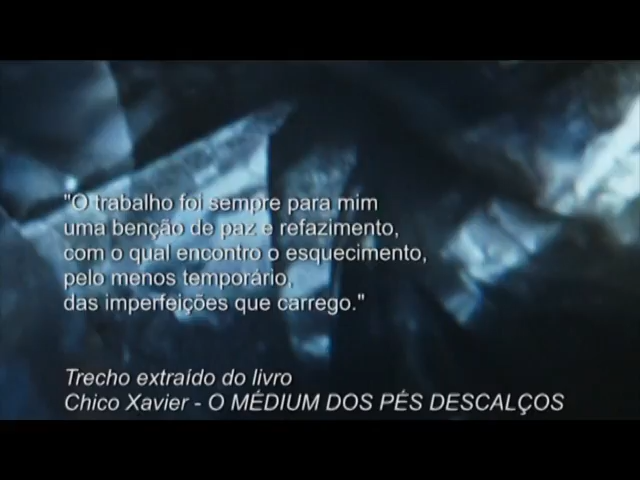 "O trabalho foi sempre para mim
uma benção de paz e refazimento,
com o qual encontro o esquecimento,
pelo menos temporário,
das imperfeições que carrego."
Trecho extraído do livro
Chico Xavier - O MÉDIUM DOS PÉS DESCALÇOS